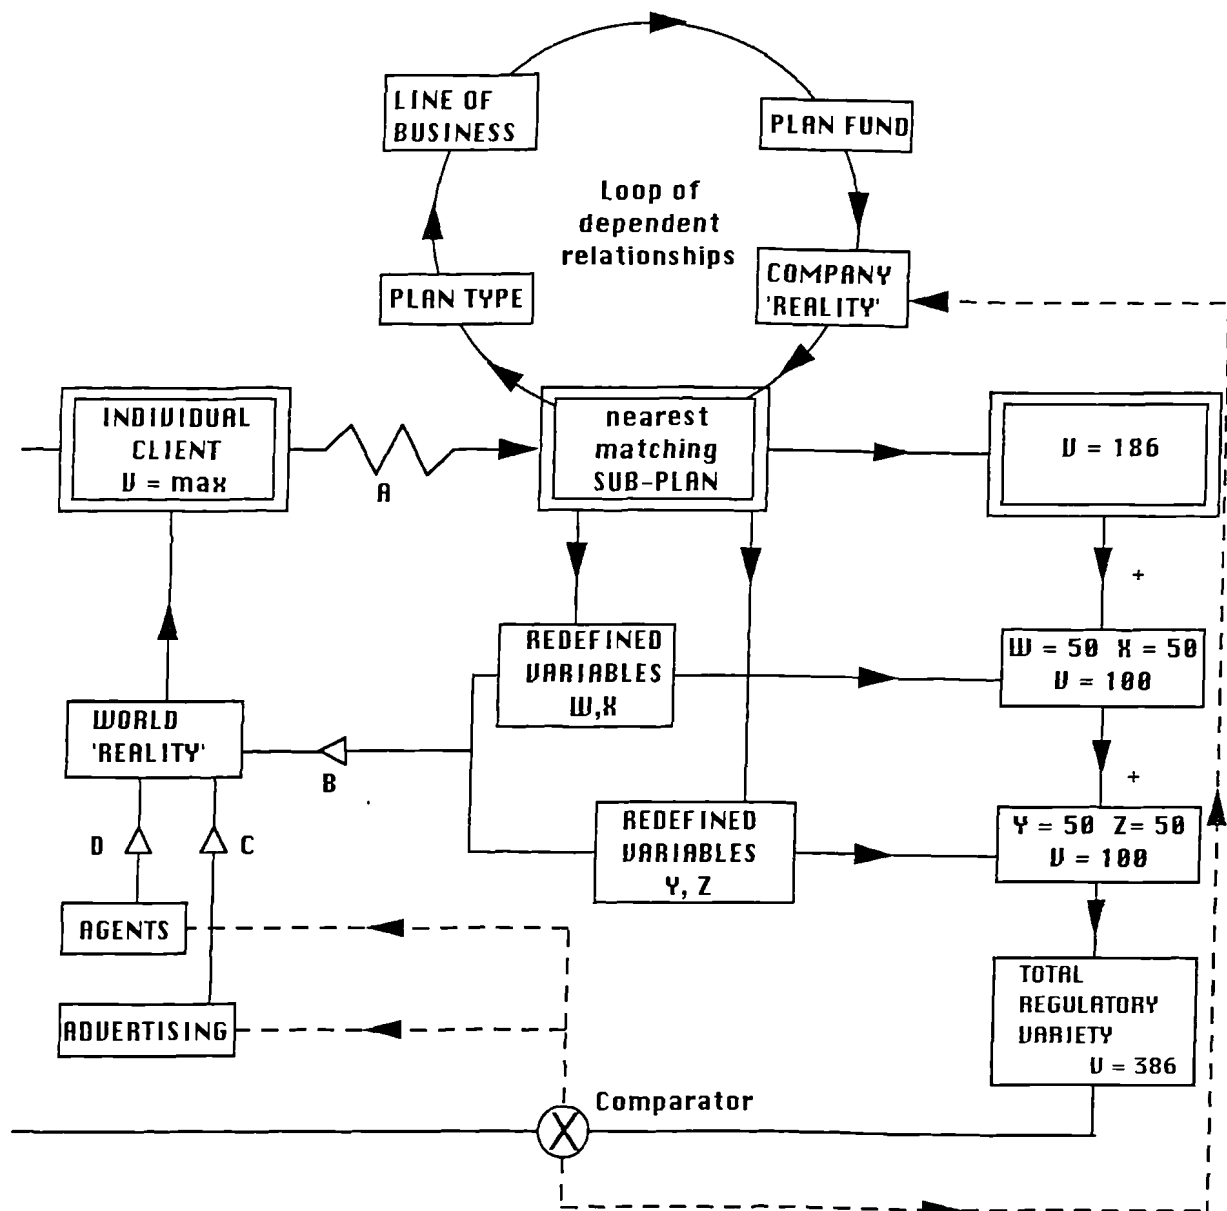 LINE OF
BUSINESS
PLAN FUND
Loop of
dependent
relationships
PLAN TYPE
COMPANY
'REALITY'
INDIVIDUAL
CLIENT
V = max
A
nearest
matching
SUB-PLAN
V = 186
+
REDEFINED
VARIABLES
W,X
W = 50 X = 50
V = 100
WORLD
'REALITY'
B
+
REDEFINED
VARIABLES
Y, Z
Y = 50 Z= 50
V = 100
D
C
AGENTS
ADVERTISING
TOTAL
REGULATORY
VARIETY
V = 386
Comparator
X